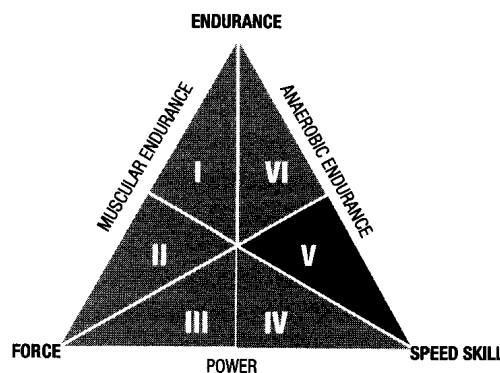 ENDURANCE
MUSCULAR ENDURANCE
ANAEROBIC ENDURANCE
I
VI
II
V
III
IV
FORCE
POWER
SPEED SKILL